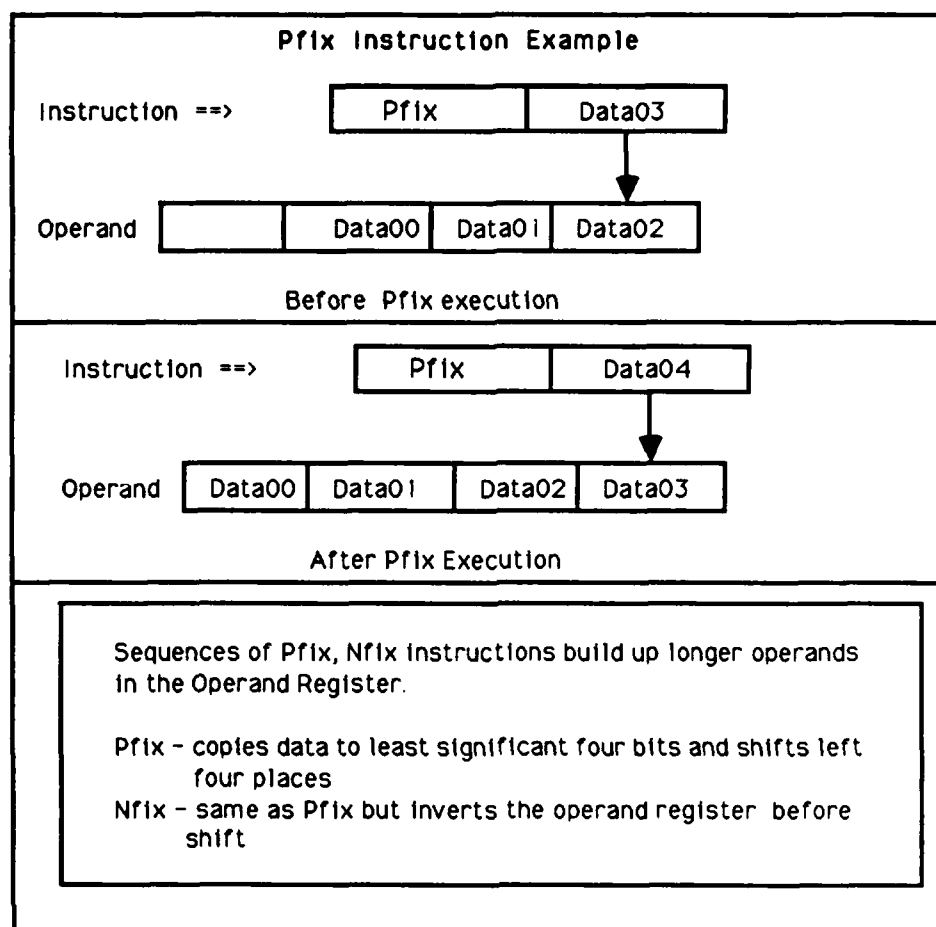 Pfix Instruction Example
Instruction ==>
Pfix
Data03
Operand
Data00
Data01
Data02
Before Pfix execution
Instruction ==>
Pfix
Data04
Operand
Data00
Data01
Data02
Data03
After Pfix Execution
Sequences of Pfix, Nfix instructions build up longer operands
in the Operand Register.
Pfix - copies data to least significant four bits and shifts left
four places
Nfix - same as Pfix but inverts the operand register before
shift